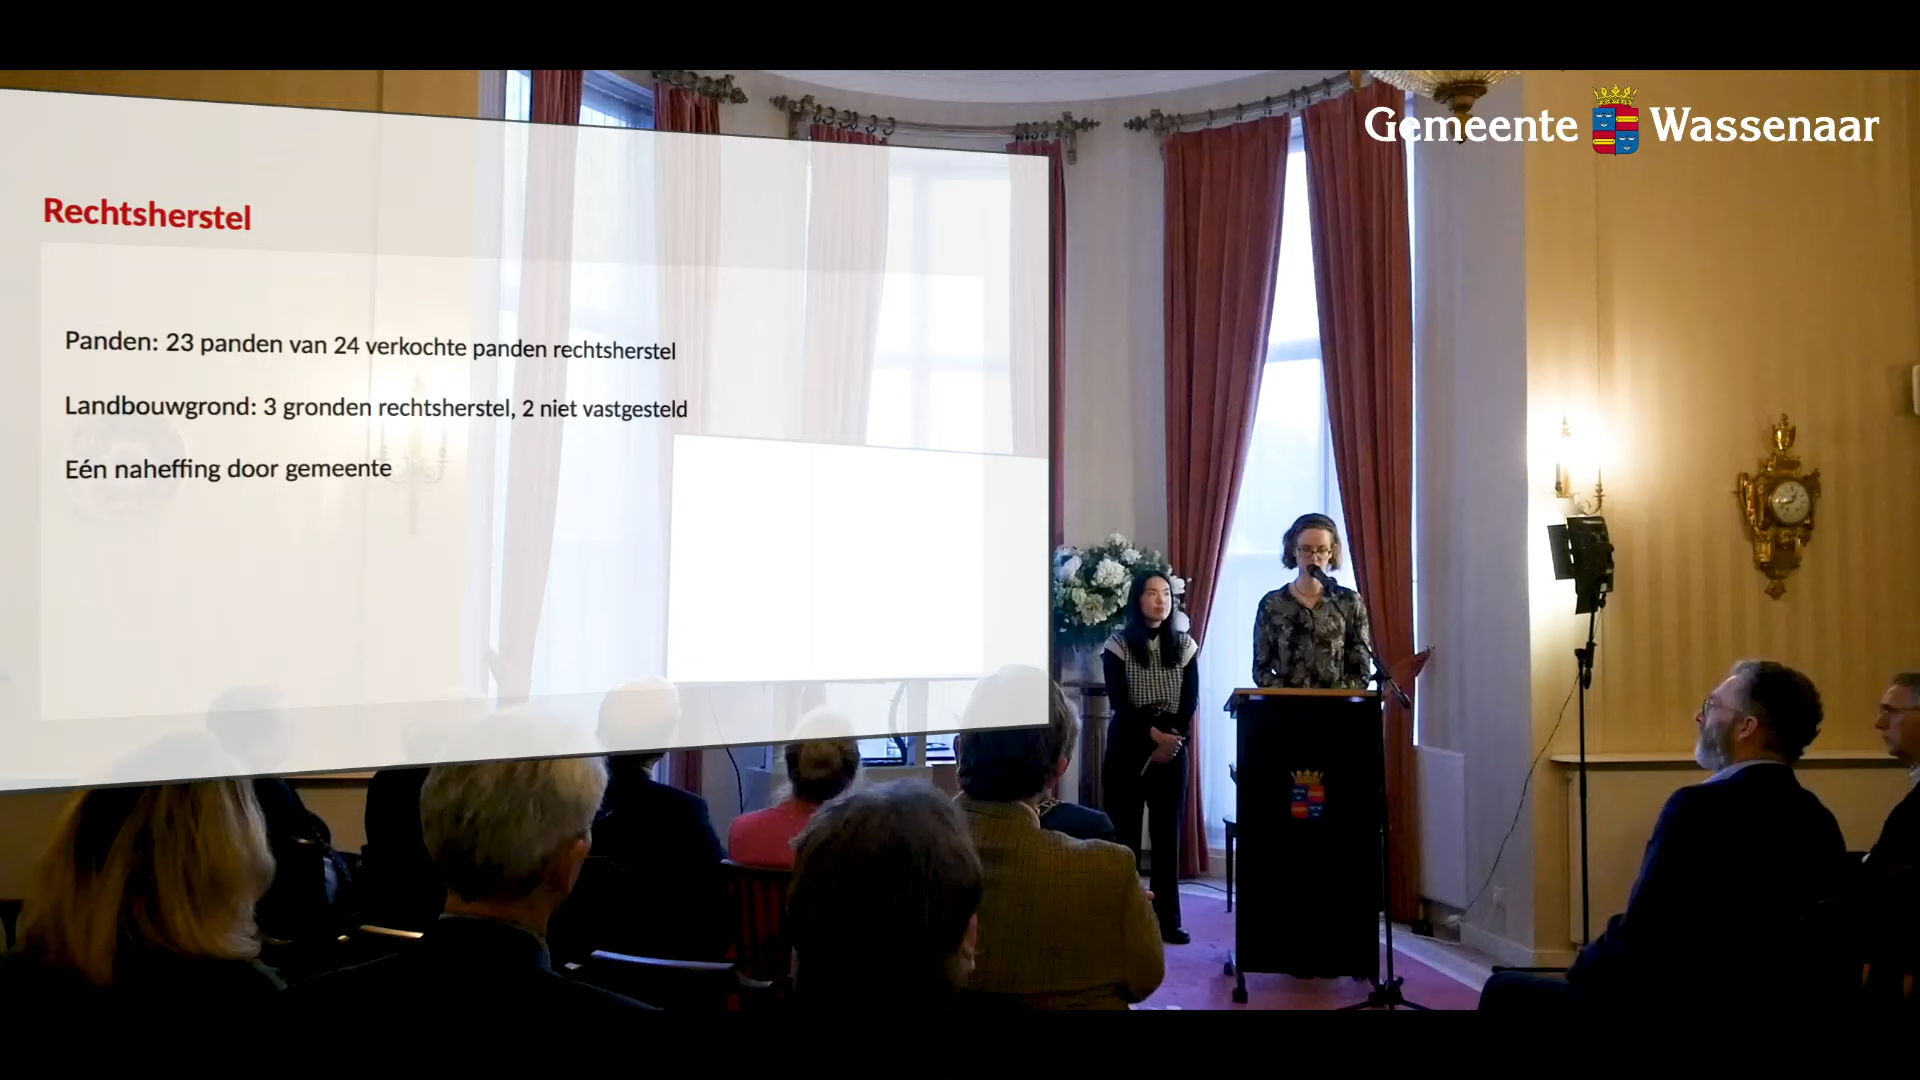 Gemeente Wassenaar
Rechtsherstel
Panden: 23 panden van 24 verkochte panden rechtsherstel
Landbouwgrond: 3 gronden rechtsherstel, 2 niet vastgesteld
Eén naheffing door gemeente